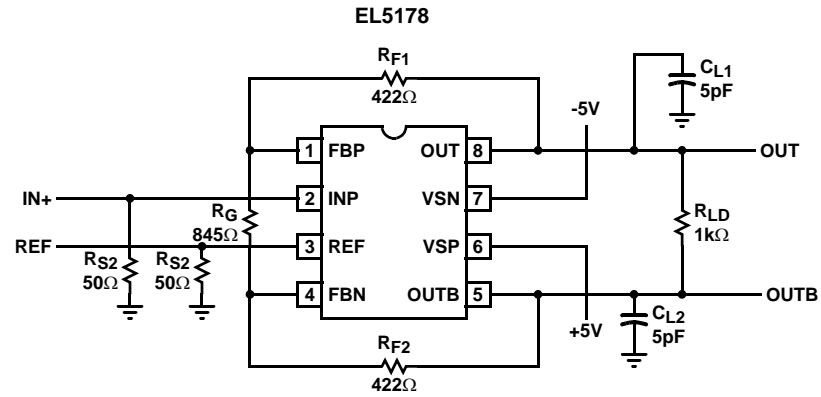 EL5178
RF1
422Ω
CL1
5pF
-5V
1 FBP OUT 8
OUT
IN+
2 INP VSN 7
RG
845Ω
RLD
1kΩ
REF
3 REF VSP 6
RS2
50Ω
RS2
50Ω
4 FBN OUTB 5
OUTB
+5V
CL2
5pF
RF2
422Ω